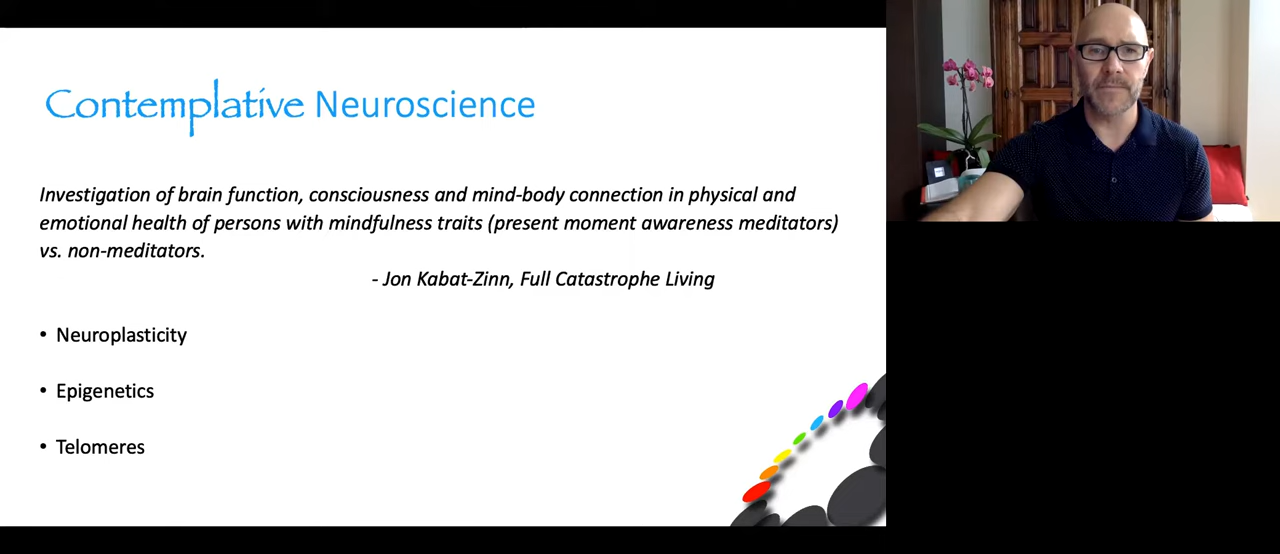 Contemplative Neuroscience
Investigation of brain function, consciousness and mind-body connection in physical and
emotional health of persons with mindfulness traits (present moment awareness meditators)
vs. non-meditators.
- Jon Kabat-Zinn, Full Catastrophe Living
• Neuroplasticity
• Epigenetics
• Telomeres